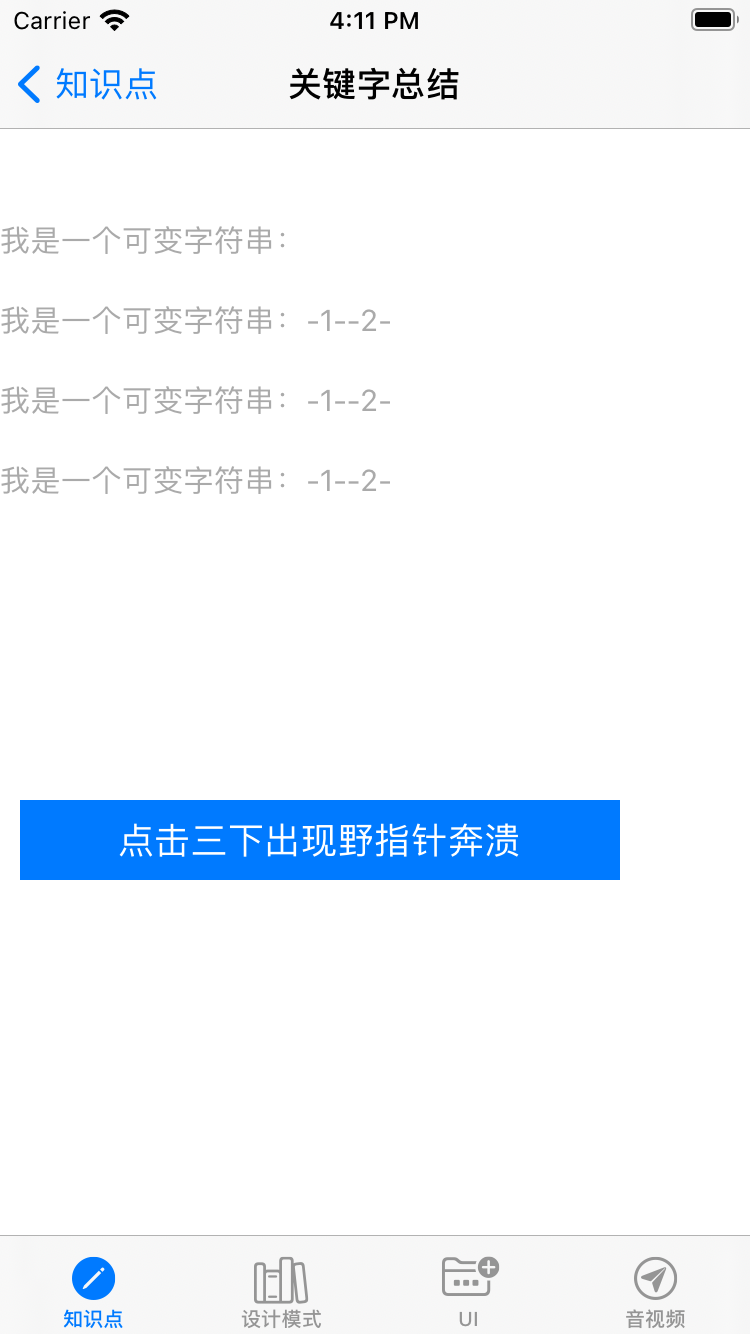 Carrier 4:11 PM
知识点 关键字总结
我是一个可变字符串：
我是一个可变字符串：-1--2-
我是一个可变字符串：-1--2-
我是一个可变字符串：-1--2-
点击三下出现野指针奔溃
知识点 设计模式 UI 音视频